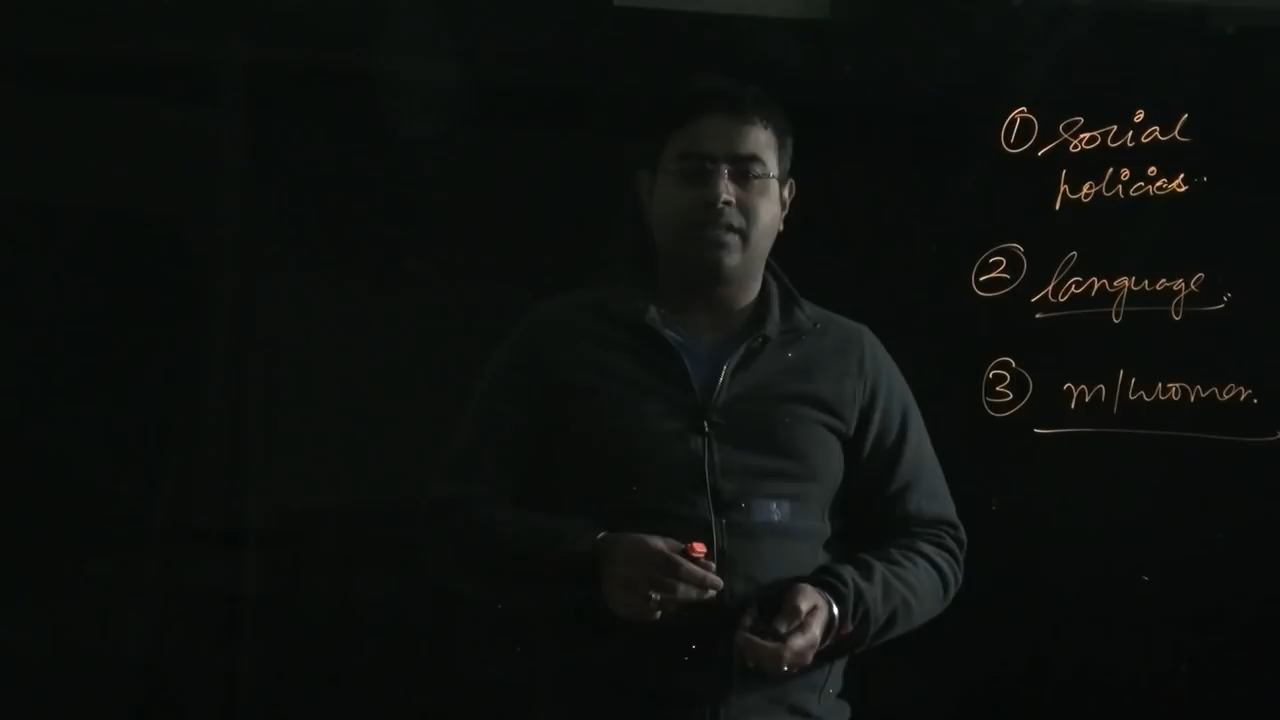 ① social
policies..
② language.
③ m/women.